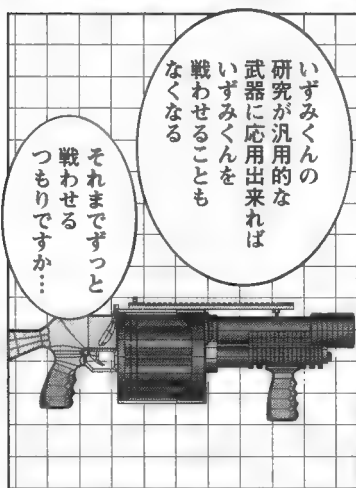 いずみくんの
研究が汎用的な
武器に応用出来れば
いずみくんを
戦わせることも
なくなる
それまでずっと
戦わせる
つもりですか…